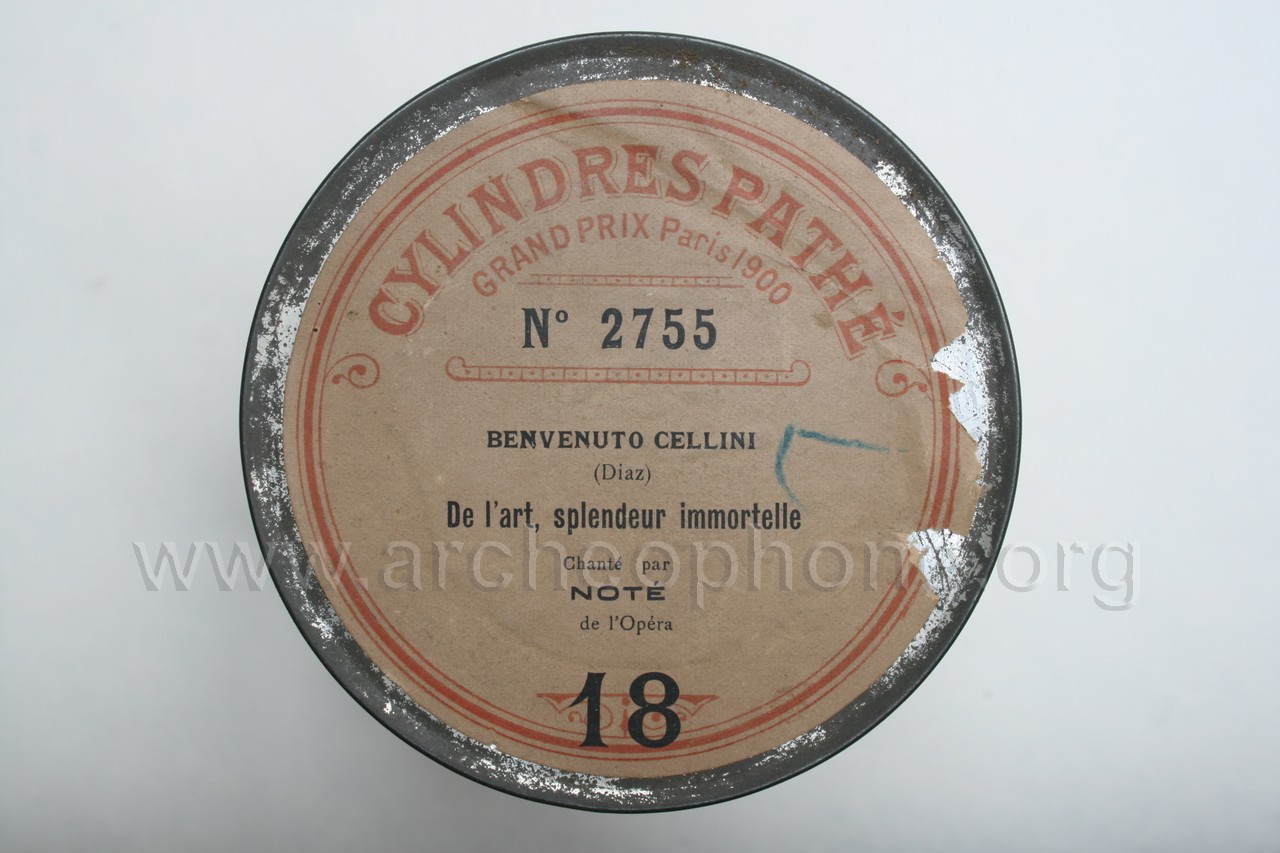 CYLINDRES PATHÉ
GRAND PRIX Paris 1900
Nº 2755
BENVENUTO CELLINI
(Diaz)
De l'art, splendeur immortelle
www.archeophone.org
Chanté par
NOTÉ
de l'Opéra
18